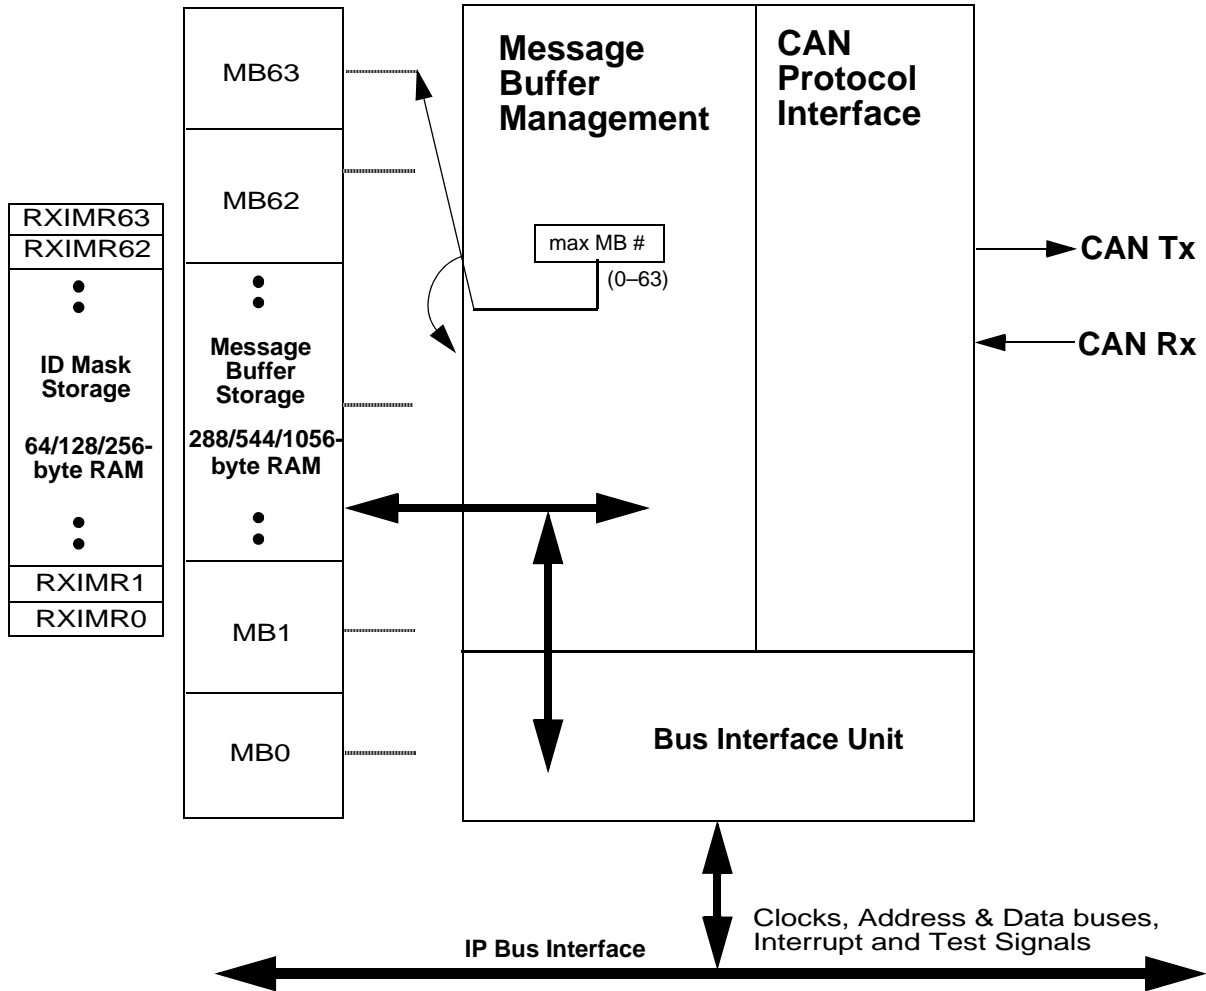 RXIMR63
RXIMR62
ID Mask
Storage
64/128/256-
byte RAM
RXIMR1
RXIMR0
MB63
MB62
Message
Buffer
Storage
288/544/1056-
byte RAM
MB1
MB0
Message
Buffer
Management
max MB #
(0–63)
CAN
Protocol
Interface
CAN Tx
CAN Rx
Bus Interface Unit
Clocks, Address & Data buses,
Interrupt and Test Signals
IP Bus Interface